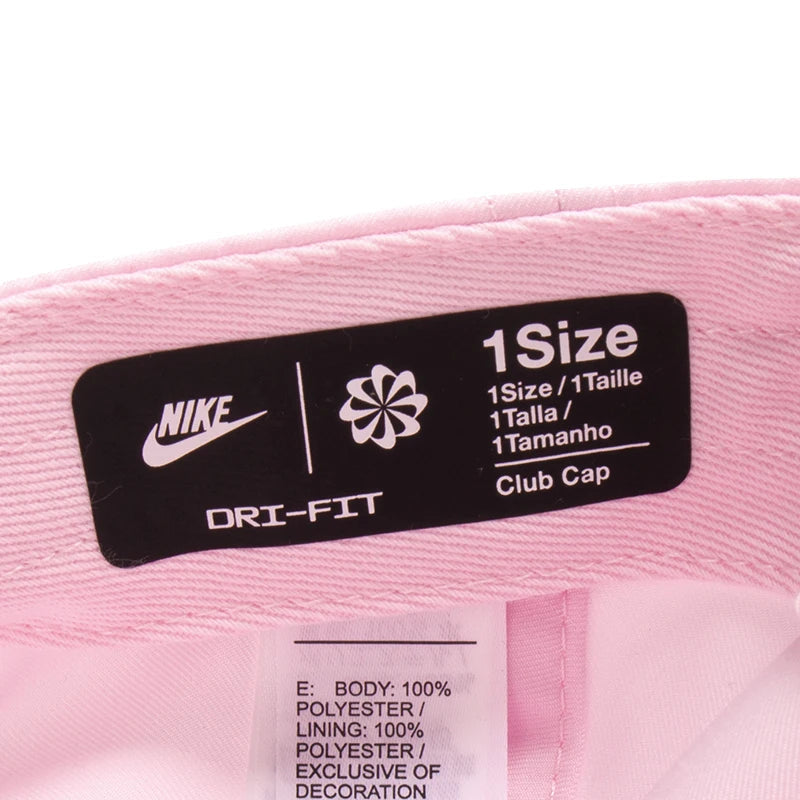 NIKE
DRI-FIT
1Size
1Size / 1Taille
1Talla /
1Tamanho
Club Cap
E: BODY: 100%
POLYESTER /
LINING: 100%
POLYESTER /
EXCLUSIVE OF
DECORATION